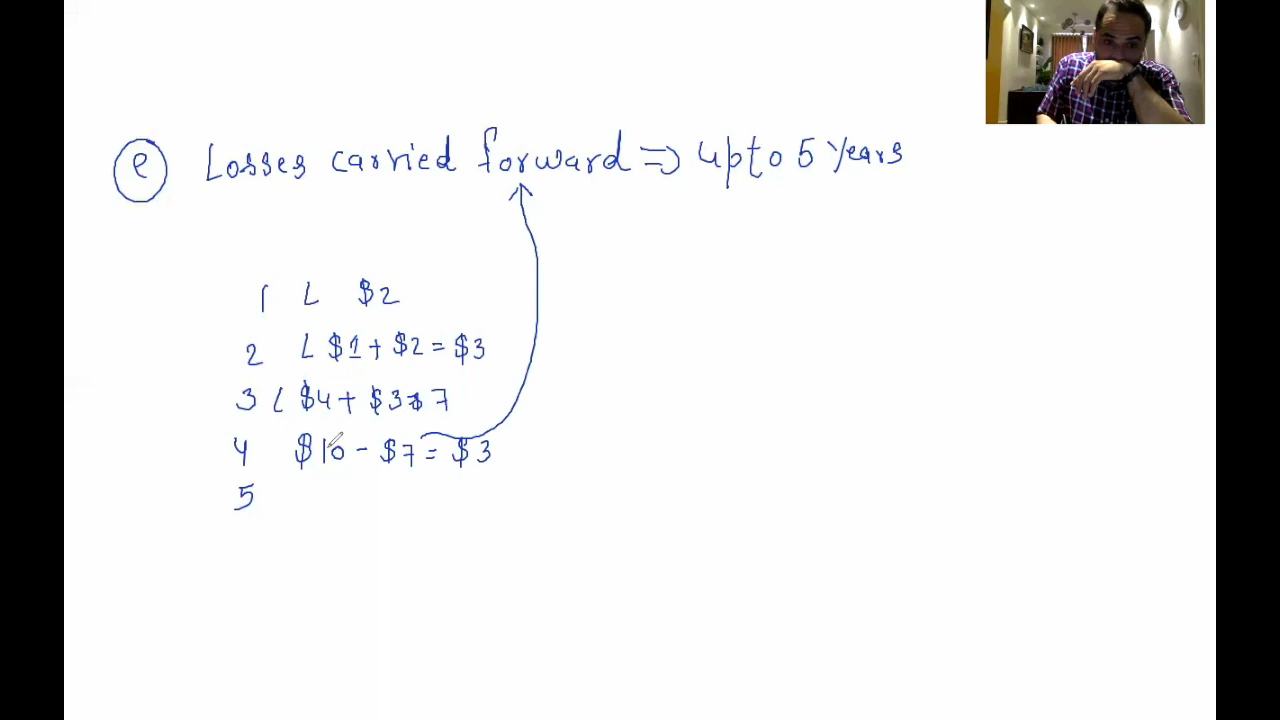 e Losses carried forward ⇒ upto 5 Years
1 L $2
2 L $1 + $2 = $3
3 L $4 + $3 = $7
4 $10 - $7 = $3
5